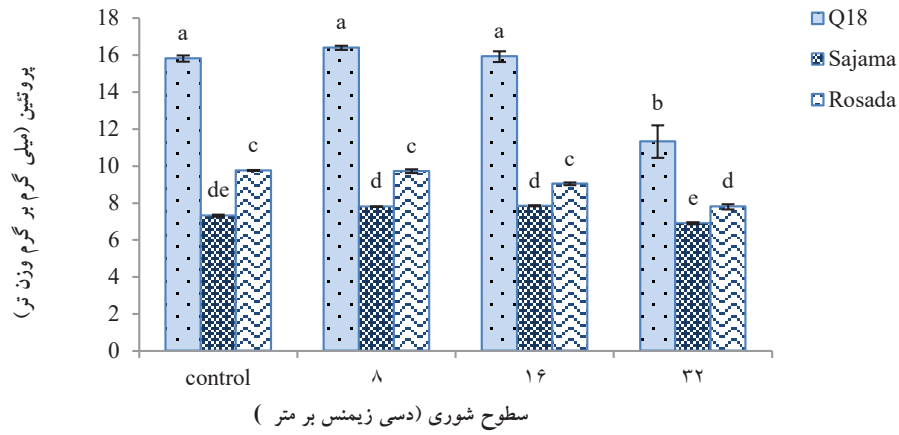 18
16
14
12
10
8
6
4
2
0
پروتئین (میلی گرم بر گرم وزن تر)
a
de
c
a
d
c
a
d
c
b
e
d
control
۸
۱۶
۳۲
سطوح شوری (دسی زیمنس بر متر )
Q18
Sajama
Rosada